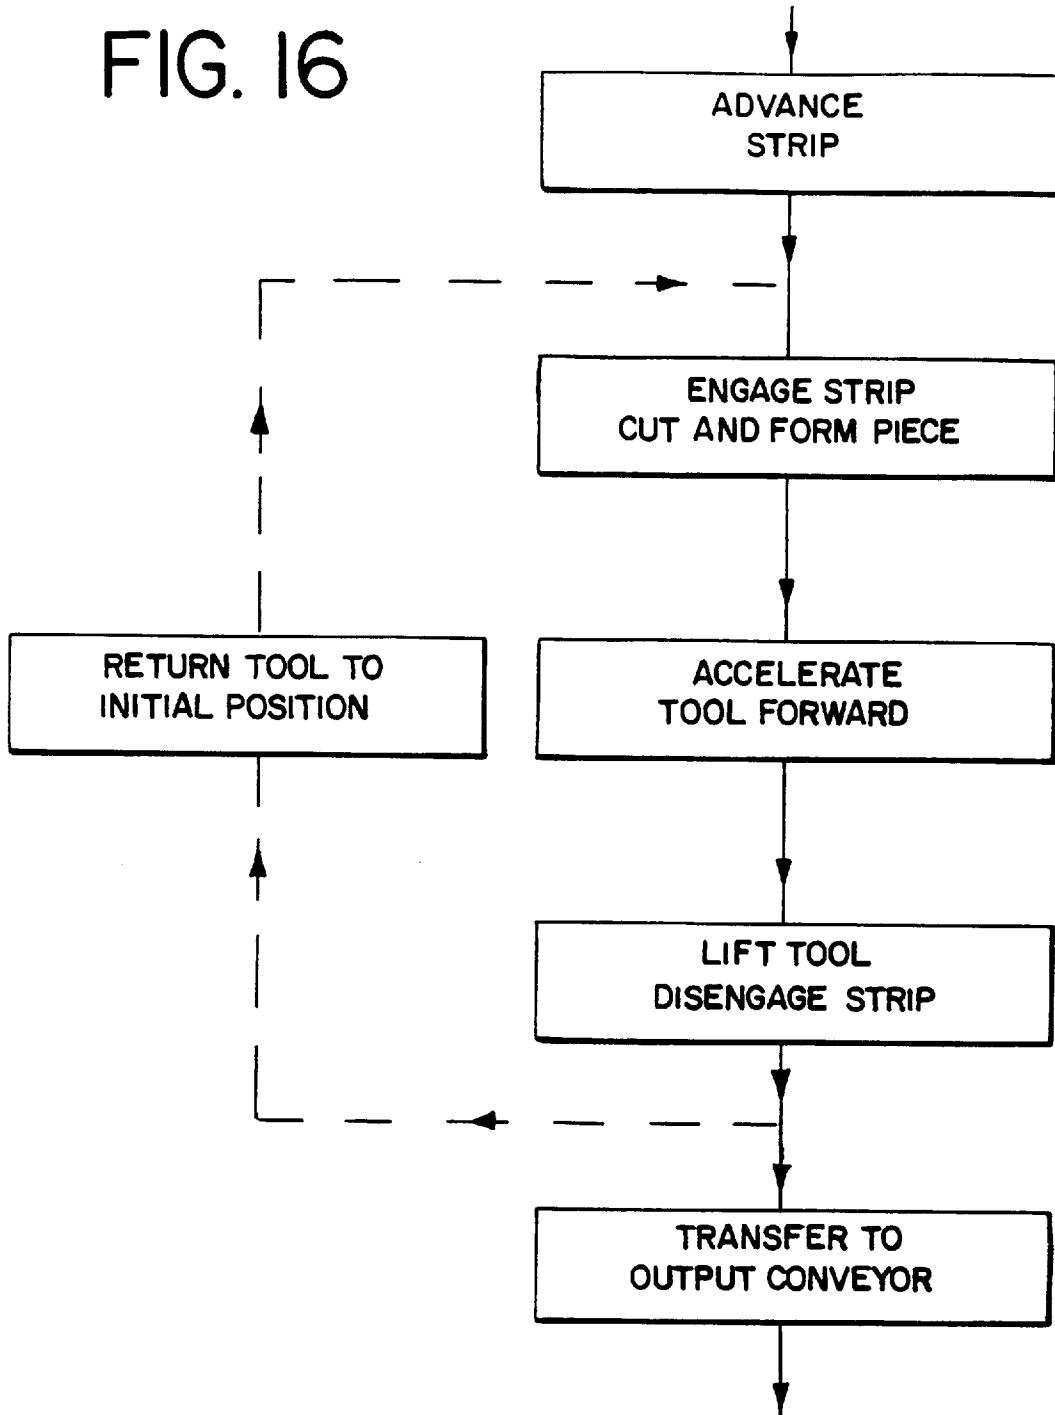 FIG. 16
ADVANCE
STRIP
ENGAGE STRIP
CUT AND FORM PIECE
RETURN TOOL TO
INITIAL POSITION
ACCELERATE
TOOL FORWARD
LIFT TOOL
DISENGAGE STRIP
TRANSFER TO
OUTPUT CONVEYOR